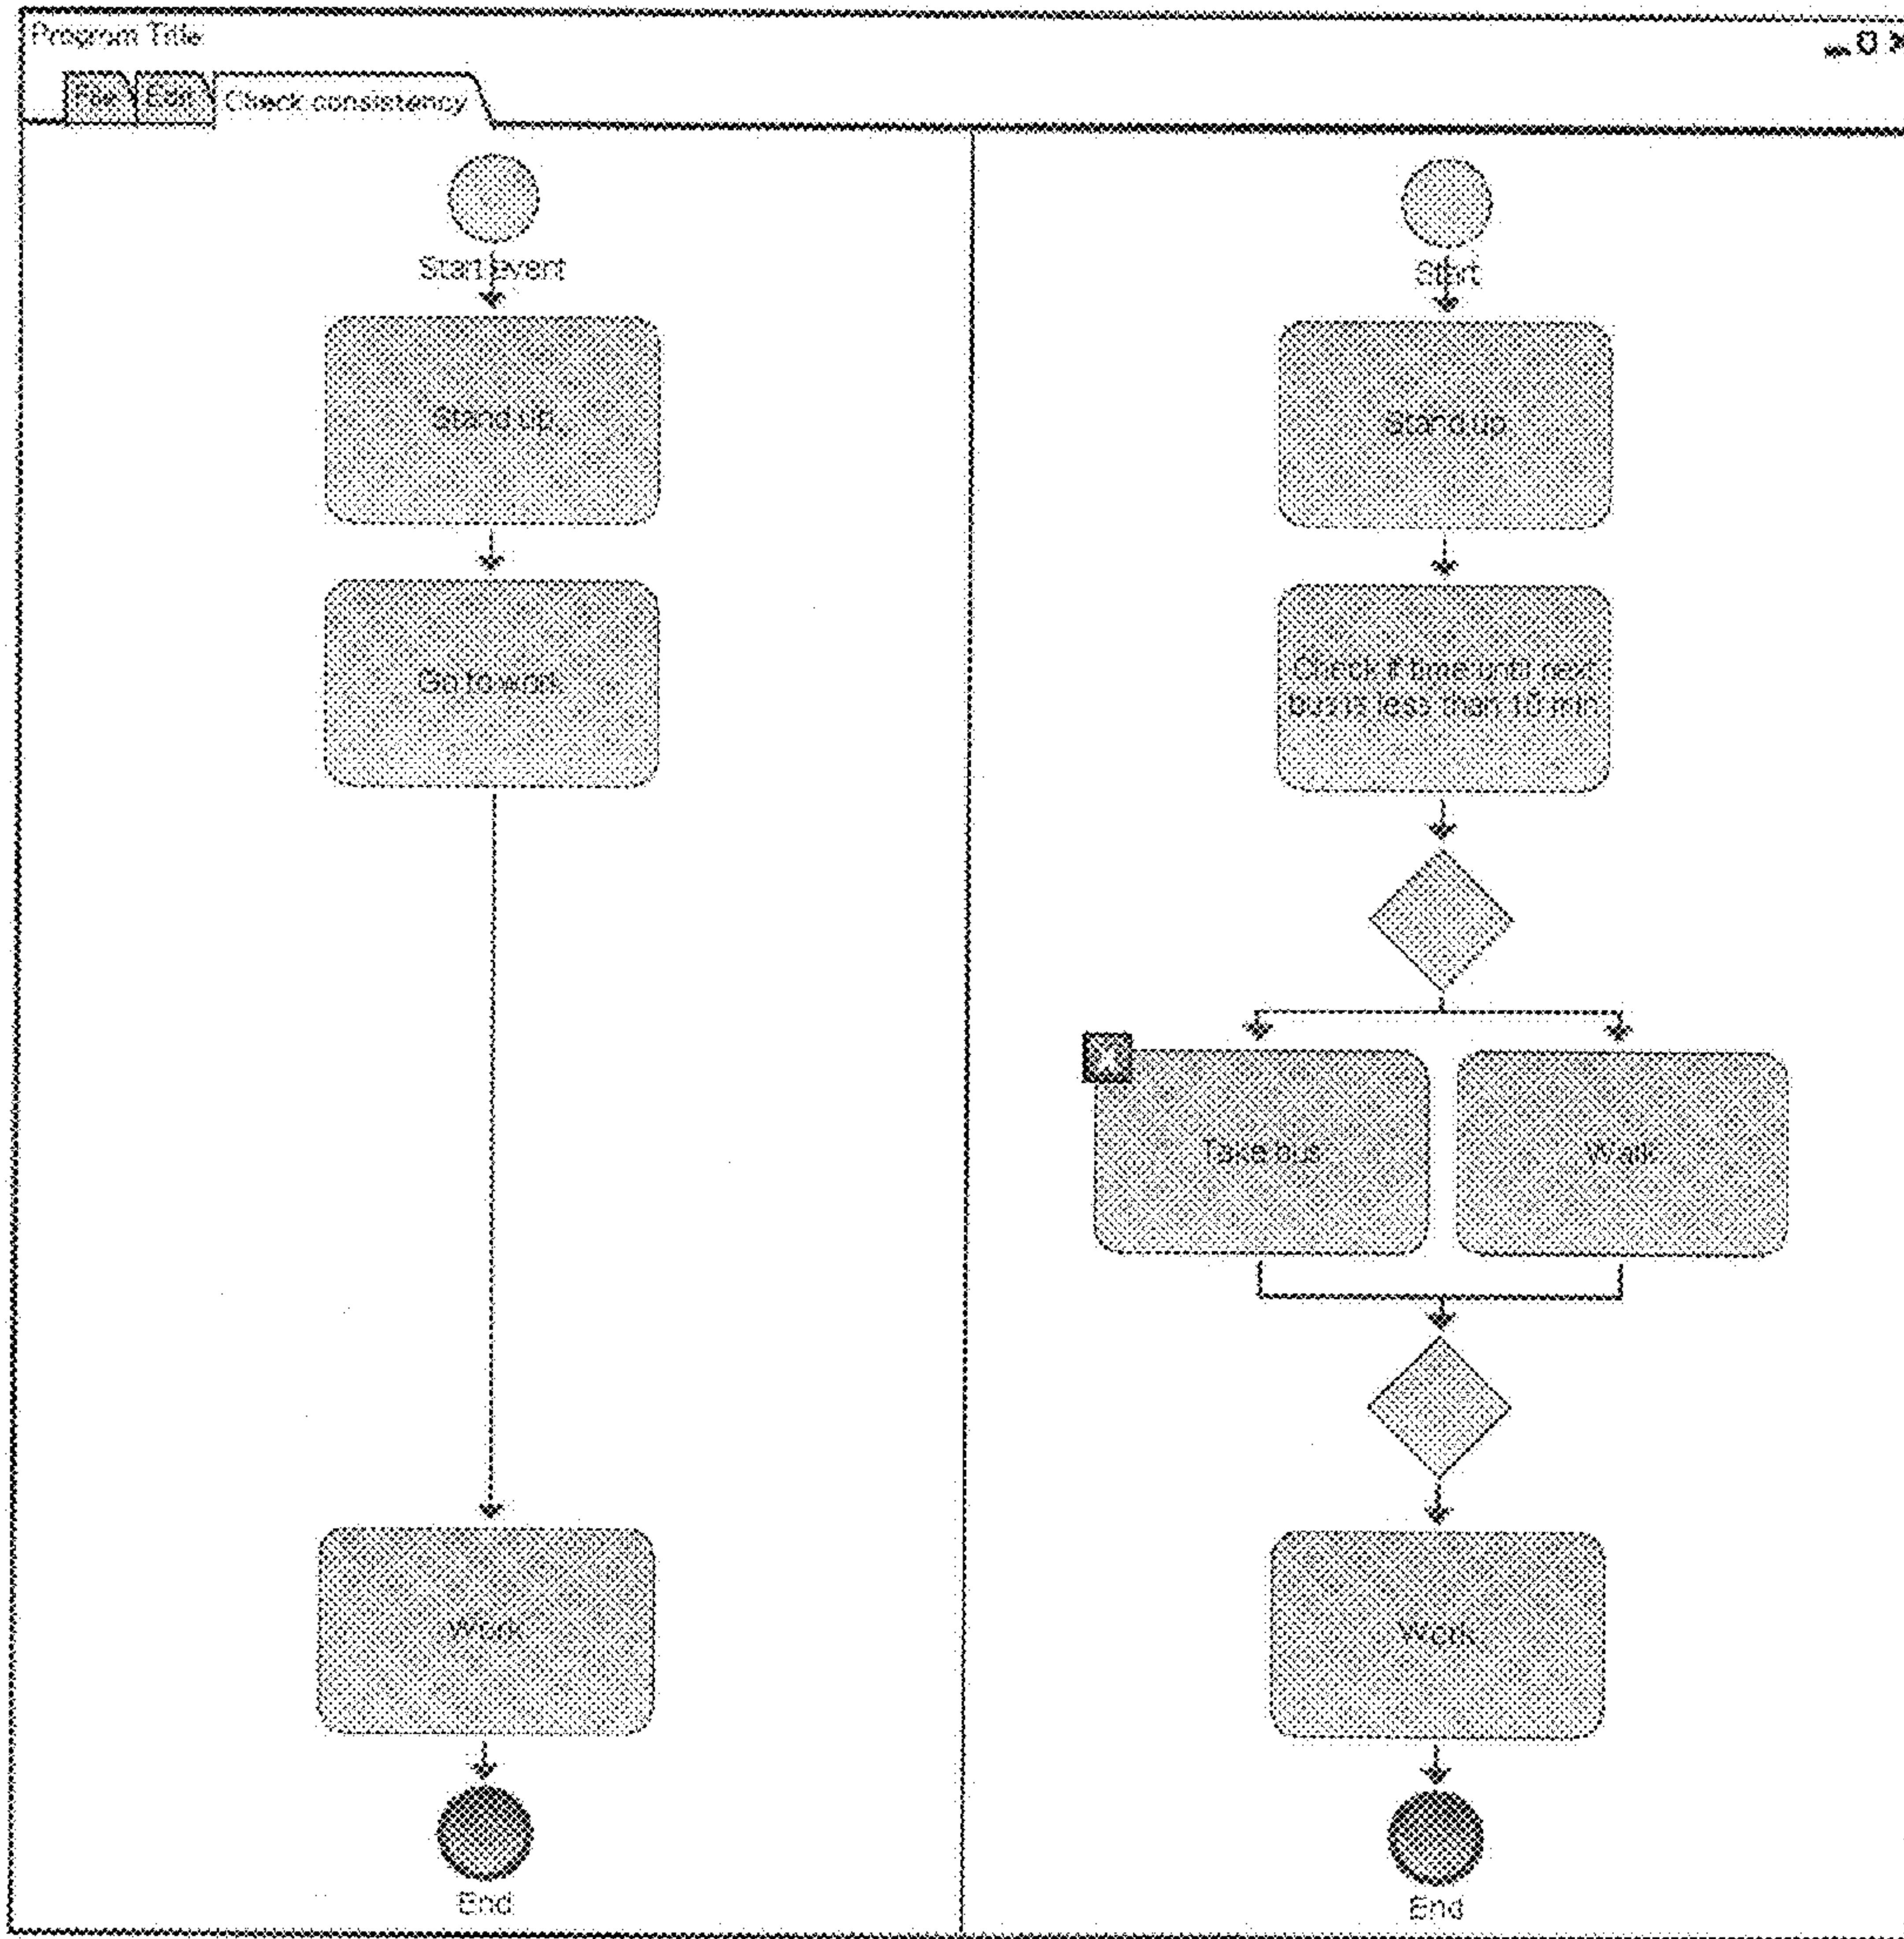 Program Title
File Edit Check consistency
Start event
Stand up
Go to work
Work
End
Start
Stand up
Check if time until next
bus is less than 10 min
X
Take bus
Walk
Work
End